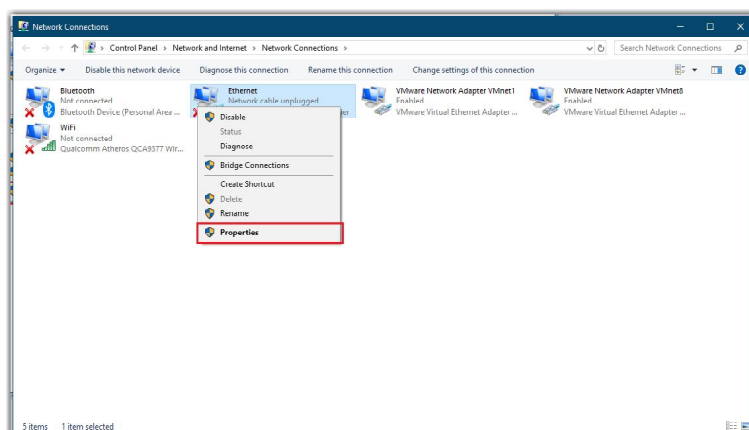 Network Connections
Control Panel > Network and Internet > Network Connections >
Search Network Connections
Organize
Disable this network device
Diagnose this connection
Rename this connection
Change settings of this connection
Bluetooth
Not connected
Bluetooth Device (Personal Area ...
Ethernet
Network cable unplugged
VMware Network Adapter VMnet1
Enabled
VMware Virtual Ethernet Adapter ...
VMware Network Adapter VMnet8
Enabled
VMware Virtual Ethernet Adapter ...
WiFi
Not connected
Qualcomm Atheros QCA9377 Wir...
Disable
Status
Diagnose
Bridge Connections
Create Shortcut
Delete
Rename
Properties
5 items
1 item selected